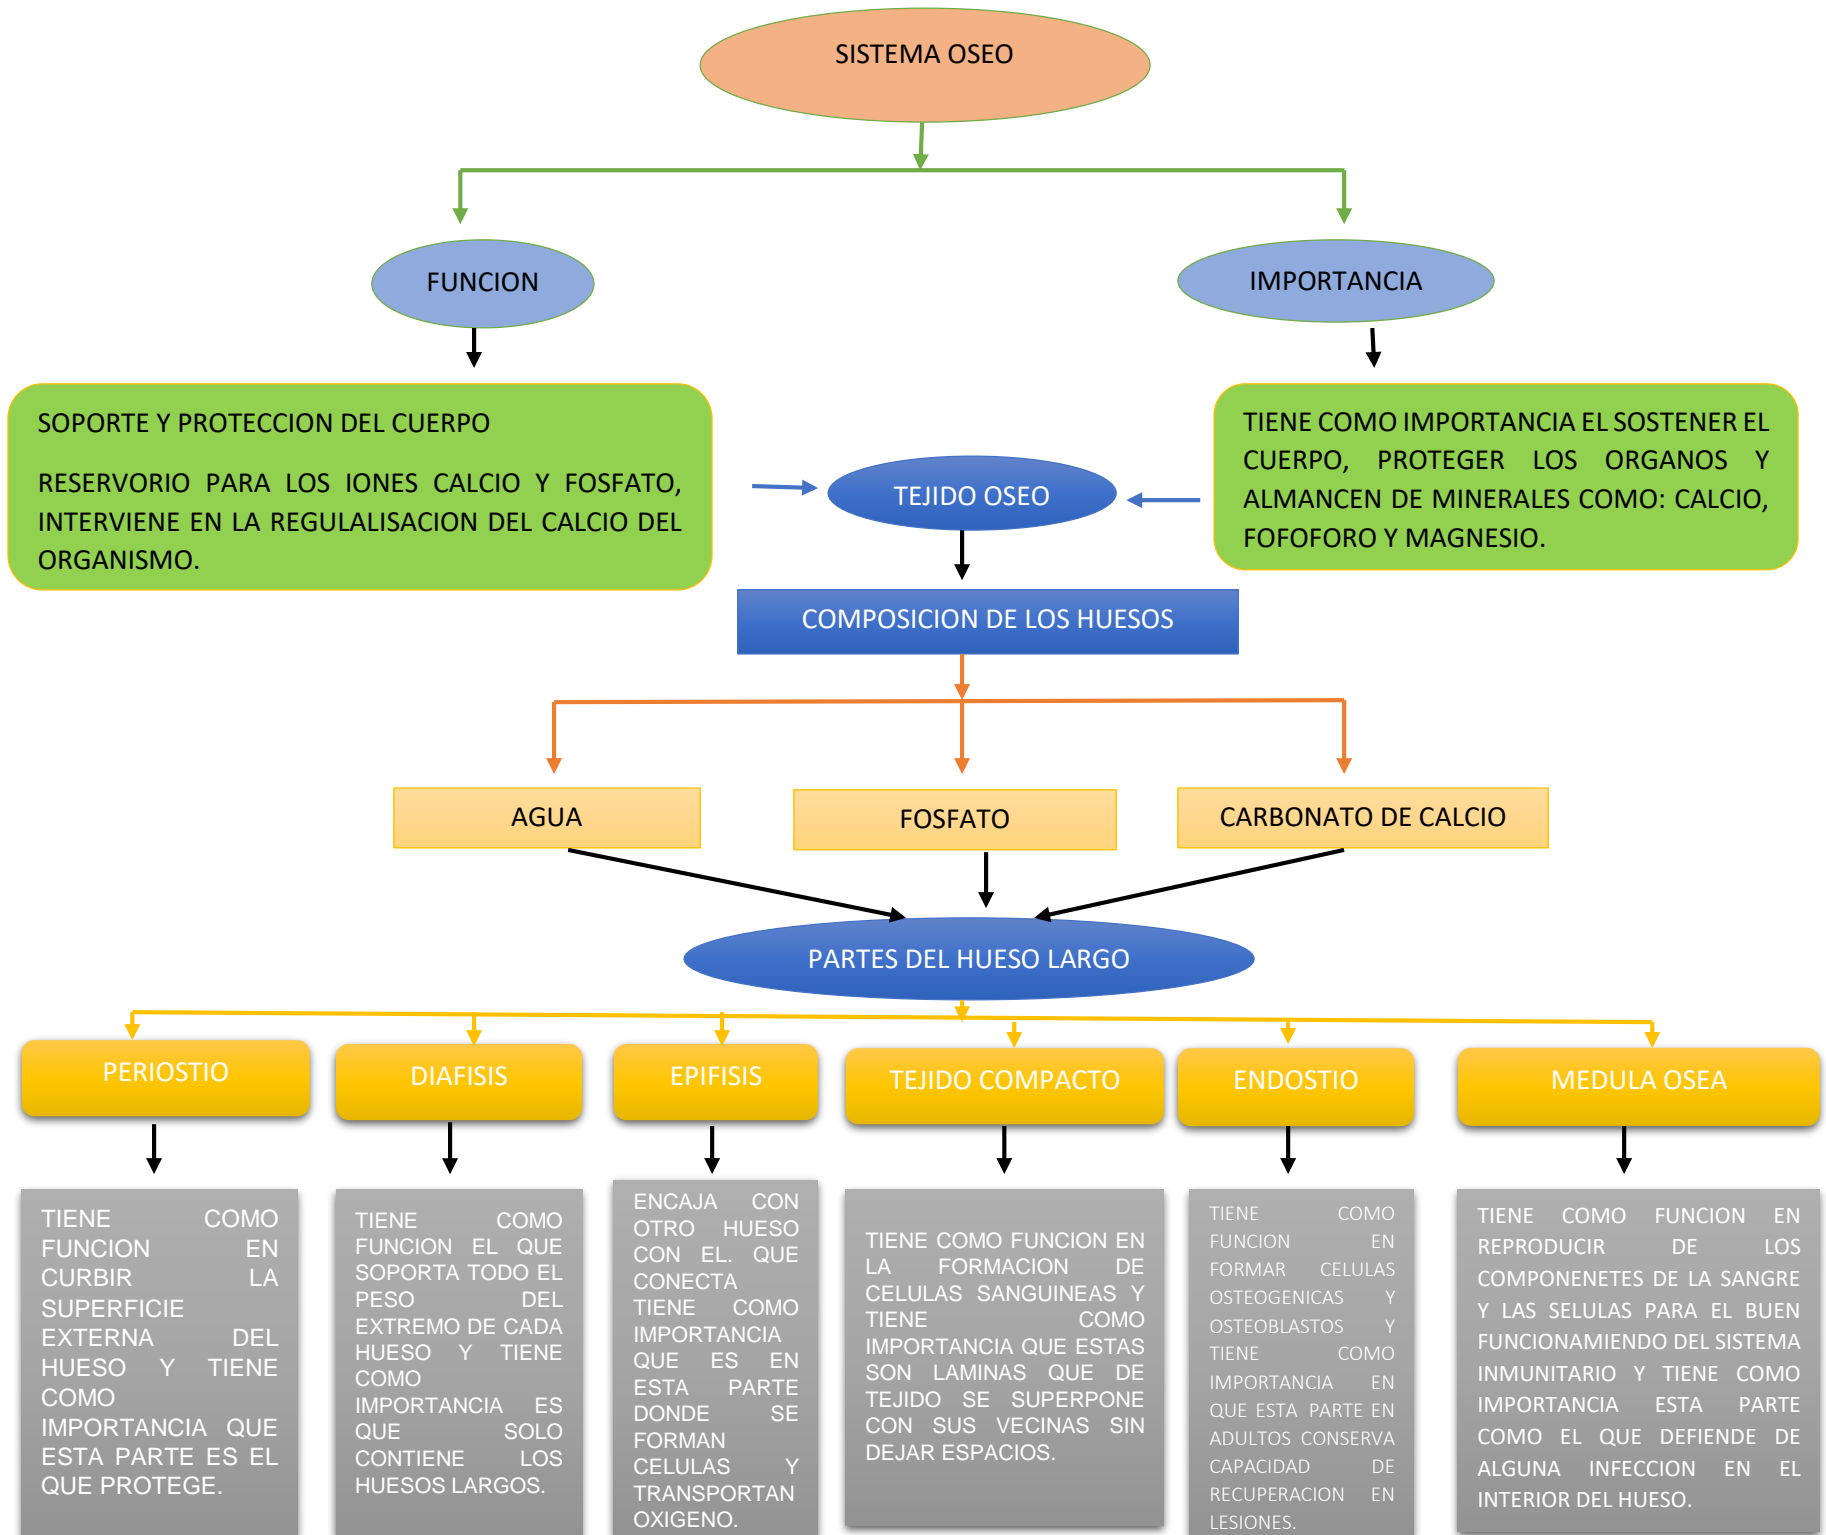 SISTEMA OSEO
FUNCION
IMPORTANCIA
SOPORTE Y PROTECCION DEL CUERPO
RESERVORIO PARA LOS IONES CALCIO Y FOSFATO,
INTERVIENE EN LA REGULALISACION DEL CALCIO DEL
ORGANISMO.
TIENE COMO IMPORTANCIA EL SOSTENER EL
CUERPO, PROTEGER LOS ORGANOS Y
ALMANCEN DE MINERALES COMO: CALCIO,
FOFOFORO Y MAGNESIO.
TEJIDO OSEO
COMPOSICION DE LOS HUESOS
AGUA
FOSFATO
CARBONATO DE CALCIO
PARTES DEL HUESO LARGO
PERIOSTIO
DIAFISIS
EPIFISIS
TEJIDO COMPACTO
ENDOSTIO
MEDULA OSEA
TIENE COMO
FUNCION EN
CURBIR LA
SUPERFICIE
EXTERNA DEL
HUESO Y TIENE
COMO
IMPORTANCIA QUE
ESTA PARTE ES EL
QUE PROTEGE.
TIENE COMO
FUNCION EL QUE
SOPORTA TODO EL
PESO DEL
EXTREMO DE CADA
HUESO Y TIENE
COMO
IMPORTANCIA ES
QUE SOLO
CONTIENE LOS
HUESOS LARGOS.
ENCAJA CON
OTRO HUESO
CON EL. QUE
CONECTA
TIENE COMO
IMPORTANCIA
QUE ES EN
ESTA PARTE
DONDE SE
FORMAN
CELULAS Y
TRANSPORTAN
OXIGENO.
TIENE COMO FUNCION EN
LA FORMACION DE
CELULAS SANGUINEAS Y
TIENE COMO
IMPORTANCIA QUE ESTAS
SON LAMINAS QUE DE
TEJIDO SE SUPERPONE
CON SUS VECINAS SIN
DEJAR ESPACIOS.
TIENE COMO
FUNCION EN
FORMAR CELULAS
OSTEOGENICAS Y
OSTEOBLASTOS Y
TIENE COMO
IMPORTANCIA EN
QUE ESTA PARTE EN
ADULTOS CONSERVA
CAPACIDAD DE
RECUPERACION EN
LESIONES.
TIENE COMO FUNCION EN
REPRODUCIR DE LOS
COMPONENETES DE LA SANGRE
Y LAS SELULAS PARA EL BUEN
FUNCIONAMIENDO DEL SISTEMA
INMUNITARIO Y TIENE COMO
IMPORTANCIA ESTA PARTE
COMO EL QUE DEFIENDE DE
ALGUNA INFECCION EN EL
INTERIOR DEL HUESO.